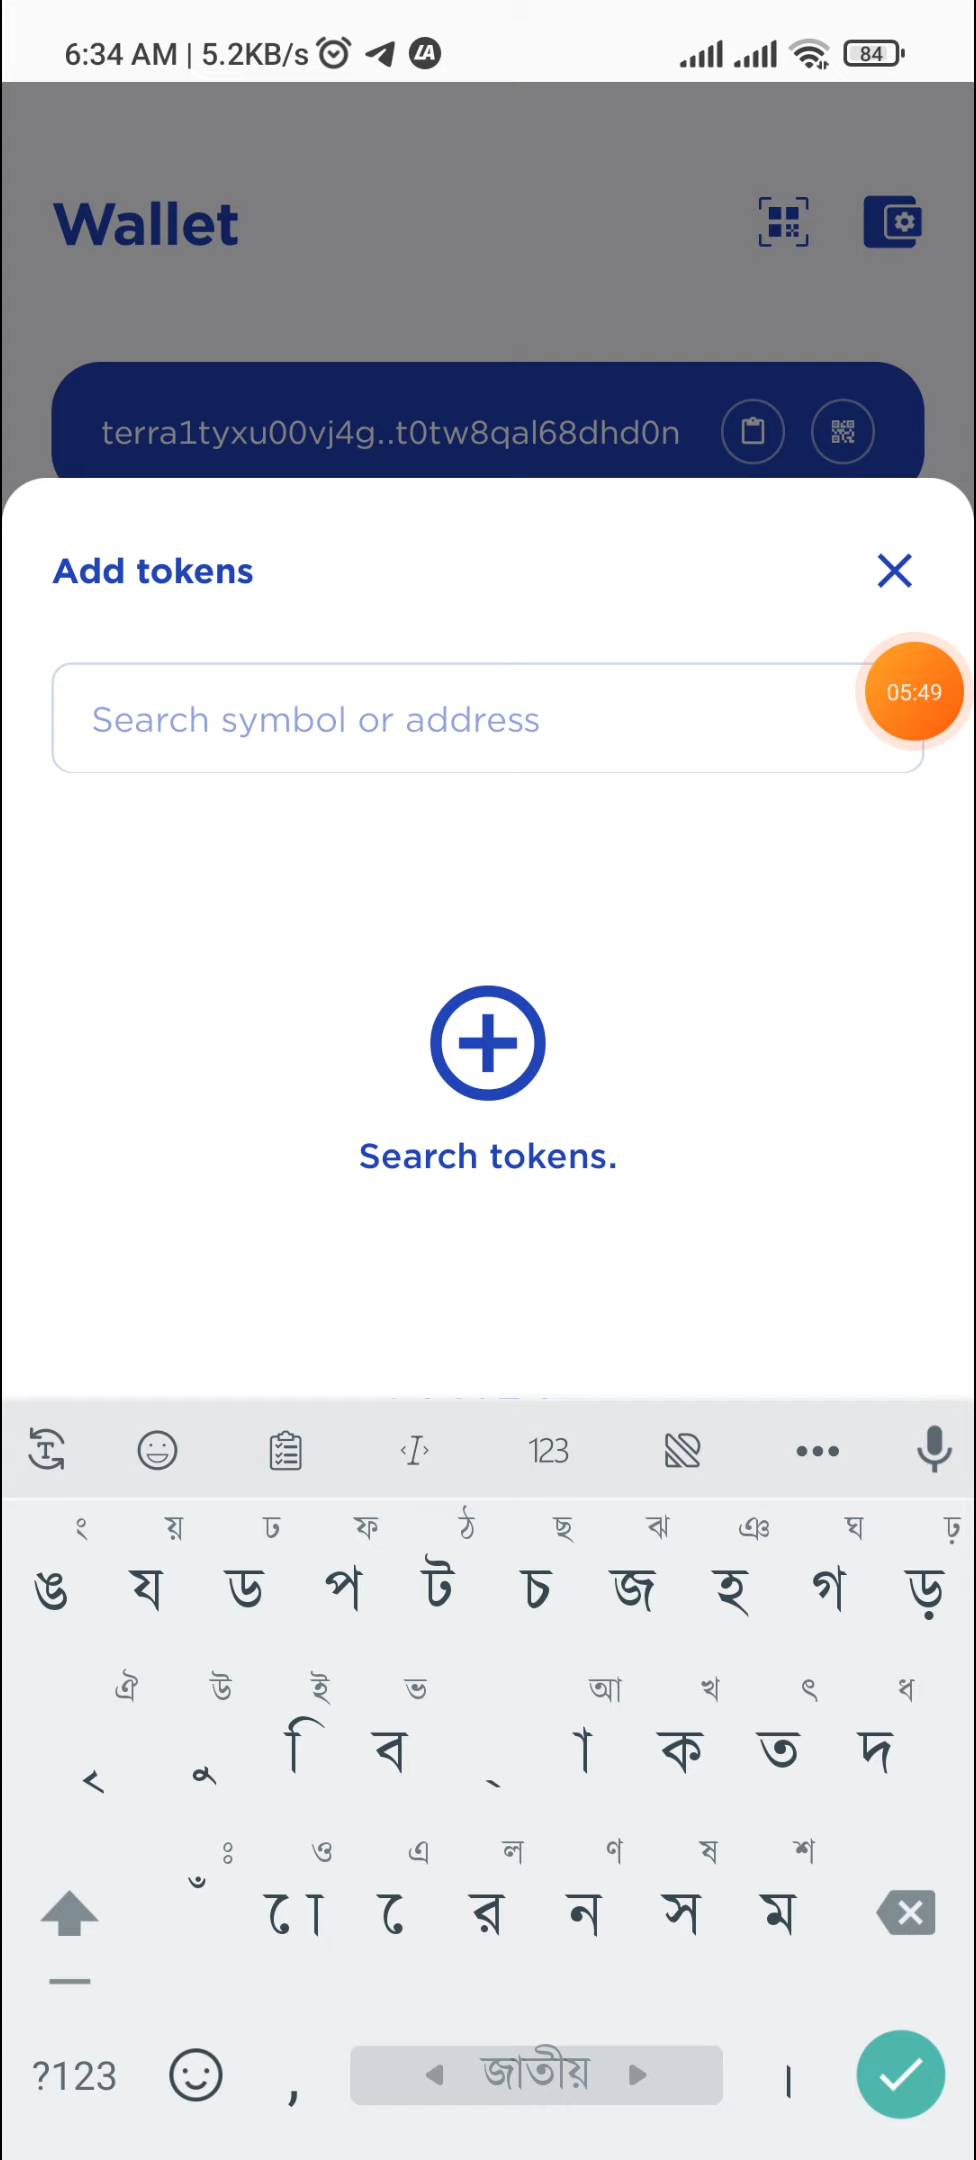 6:34 AM | 5.2KB/s
84
Wallet
terra1tyxu00vj4g..t0tw8qal68dhd0n
Add tokens
05:49
Search symbol or address
Search tokens.
123
ং য় ঢ ফ ঠ ছ ঝ ঞ ঘ ঢ়
ঙ য ড প ট চ জ হ গ ড়
ঐ উ ই ভ আ খ ৎ ধ
ৃ ু ি ব ্ া ক ত দ
ঃ ও এ ল ণ ষ শ
ঁ ো ে র ন স ম
?123 , জাতীয় ।